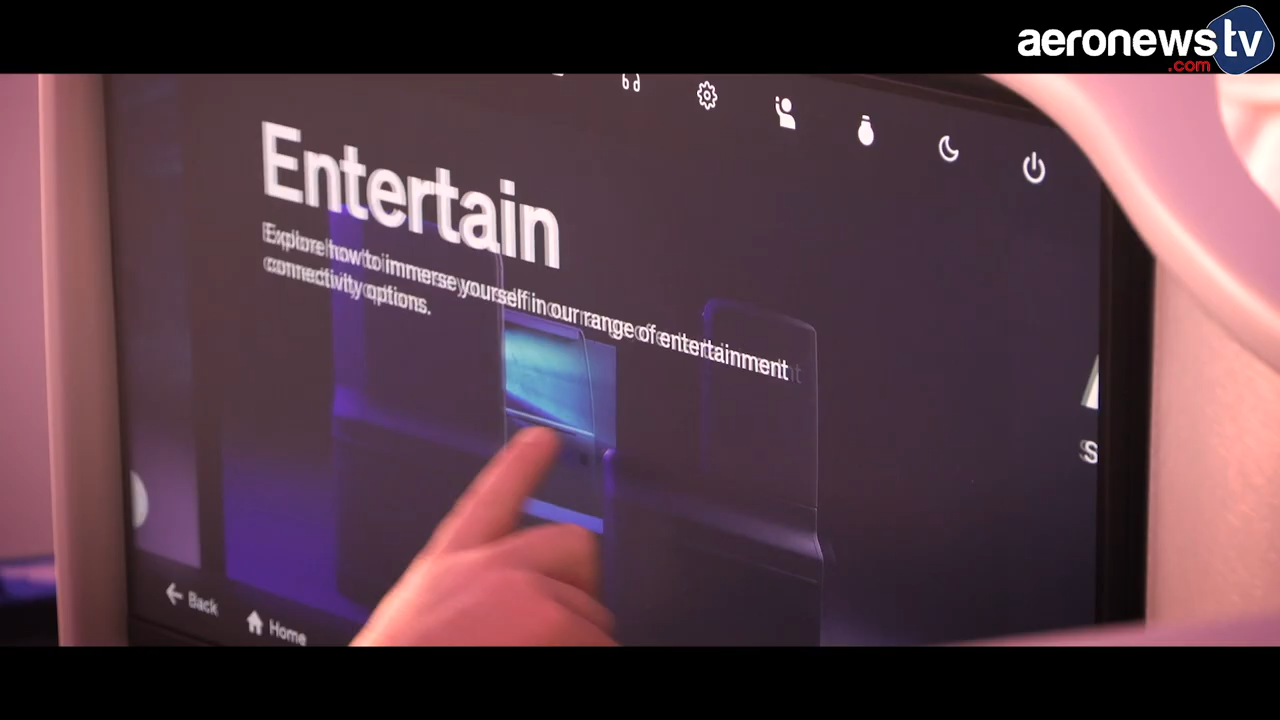 aeronewstv
.com
Entertain
Explore how to immerse yourself in our range of entertainment
connectivity options.
S
Back
Home